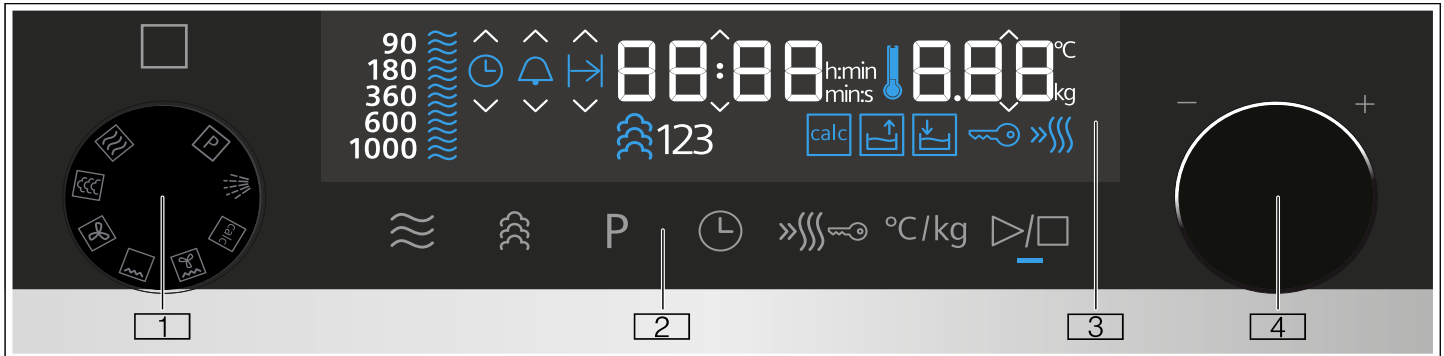 90
180
360
600
1000
88:88
h:min
min:s
8.88
°C
kg
123
calc
P
calc
P
°C/kg
1
2
3
4